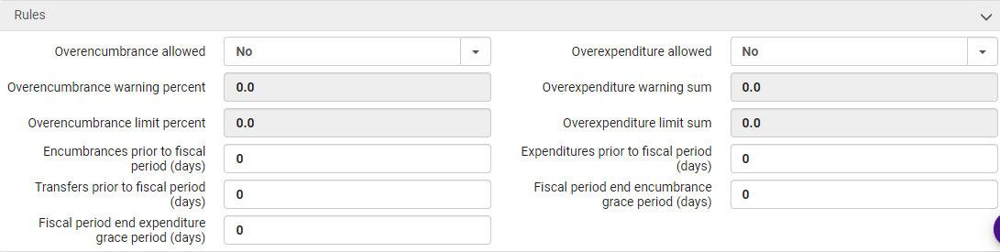 Rules
Overencumbrance allowed
No
Overexpenditure allowed
No
Overencumbrance warning percent
0.0
Overexpenditure warning sum
0.0
Overencumbrance limit percent
0.0
Overexpenditure limit sum
0.0
Encumbrances prior to fiscal
period (days)
0
Expenditures prior to fiscal period
(days)
0
Transfers prior to fiscal period
(days)
0
Fiscal period end encumbrance
grace period (days)
0
Fiscal period end expenditure
grace period (days)
0